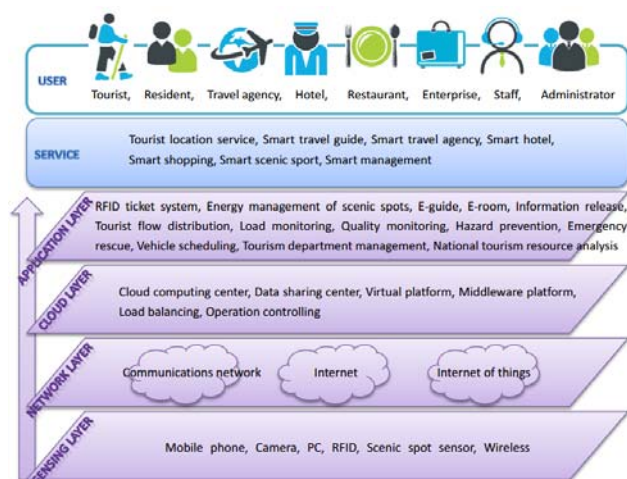 USER
Tourist, Resident, Travel agency, Hotel, Restaurant, Enterprise, Staff, Administrator
SERVICE
Tourist location service, Smart travel guide, Smart travel agency, Smart hotel,
Smart shopping, Smart scenic sport, Smart management
APPLICATION LAYER
RFID ticket system, Energy management of scenic spots, E-guide, E-room, Information release,
Tourist flow distribution, Load monitoring, Quality monitoring, Hazard prevention, Emergency
rescue, Vehicle scheduling, Tourism department management, National tourism resource analysis
CLOUD LAYER
Cloud computing center, Data sharing center, Virtual platform, Middleware platform,
Load balancing, Operation controlling
NETWORK LAYER
Communications network Internet Internet of things
SENSING LAYER
Mobile phone, Camera, PC, RFID, Scenic spot sensor, Wireless